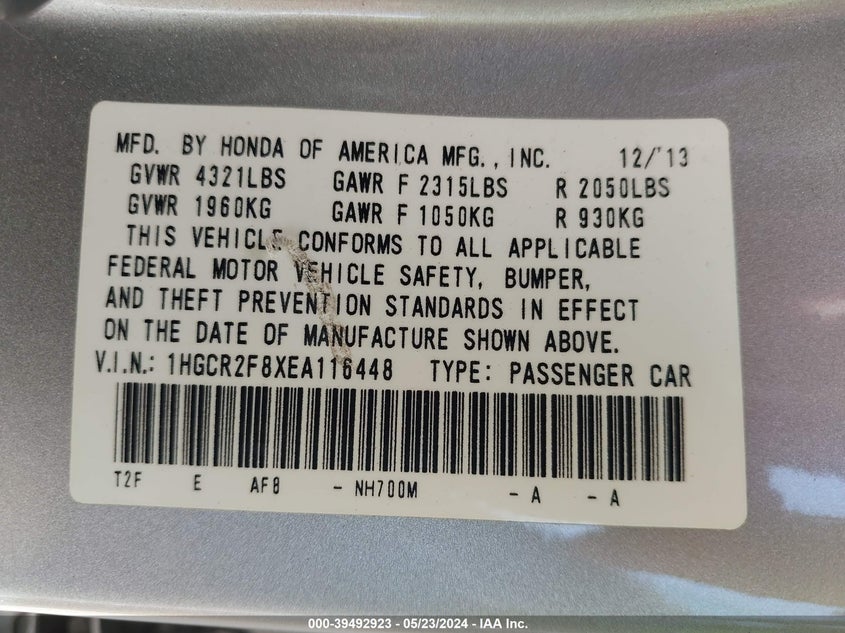 MFD. BY HONDA OF AMERICA MFG., INC. 12/'13
GVWR 4321LBS GAWR F 2315LBS R 2050LBS
GVWR 1960KG GAWR F 1050KG R 930KG
THIS VEHICLE CONFORMS TO ALL APPLICABLE
FEDERAL MOTOR VEHICLE SAFETY, BUMPER,
AND THEFT PREVENTION STANDARDS IN EFFECT
ON THE DATE OF MANUFACTURE SHOWN ABOVE.
V.I.N.: 1HGCR2F8XEA116448 TYPE: PASSENGER CAR
T2F E AF8 - NH700M - A - A
000-39492923 - 05/23/2024 - IAA Inc.